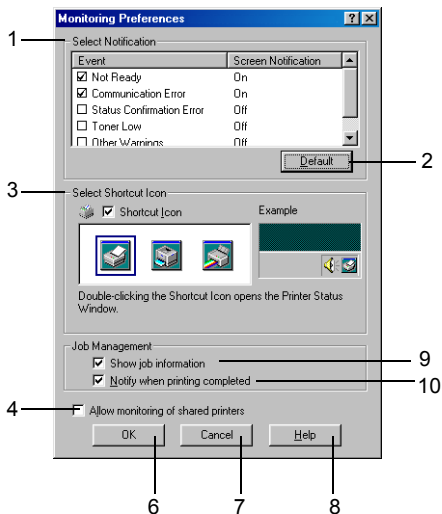 Monitoring Preferences
1
Select Notification
Event Screen Notification
Not Ready On
Communication Error On
Status Confirmation Error Off
Toner Low Off
Other Warnings Off
Default
2
3
Select Shortcut Icon
Shortcut Icon
Example
Double-clicking the Shortcut Icon opens the Printer Status
Window.
Job Management
Show job information
9
Notify when printing completed
10
4
Allow monitoring of shared printers
OK Cancel Help
6 7 8